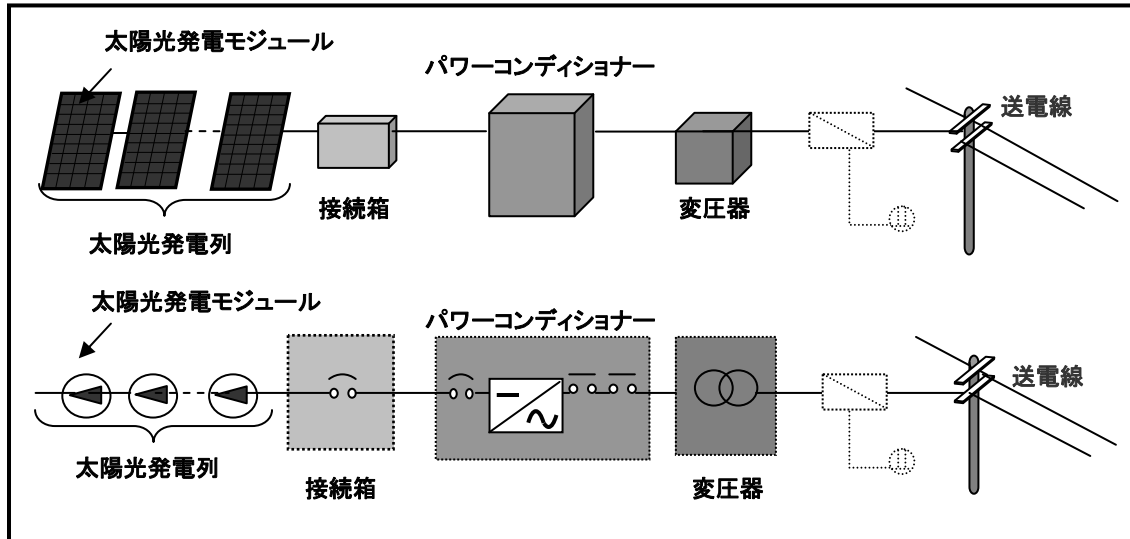 太陽光発電モジュール
パワーコンディショナー
送電線
接続箱
変圧器
太陽光発電列
太陽光発電モジュール
パワーコンディショナー
送電線
太陽光発電列
接続箱
変圧器